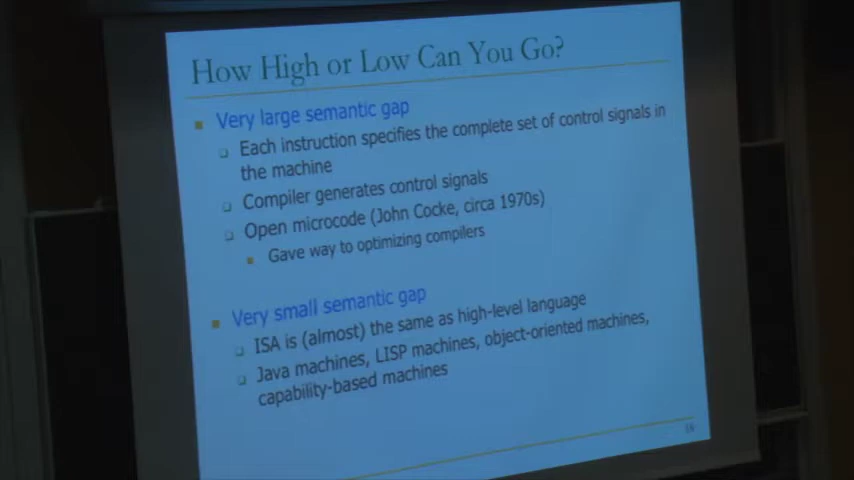 How High or Low Can You Go?
Very large semantic gap
Each instruction specifies the complete set of control signals in
the machine
Compiler generates control signals
Open microcode (John Cocke, circa 1970s)
Gave way to optimizing compilers
Very small semantic gap
ISA is (almost) the same as high-level language
Java machines, LISP machines, object-oriented machines,
capability-based machines